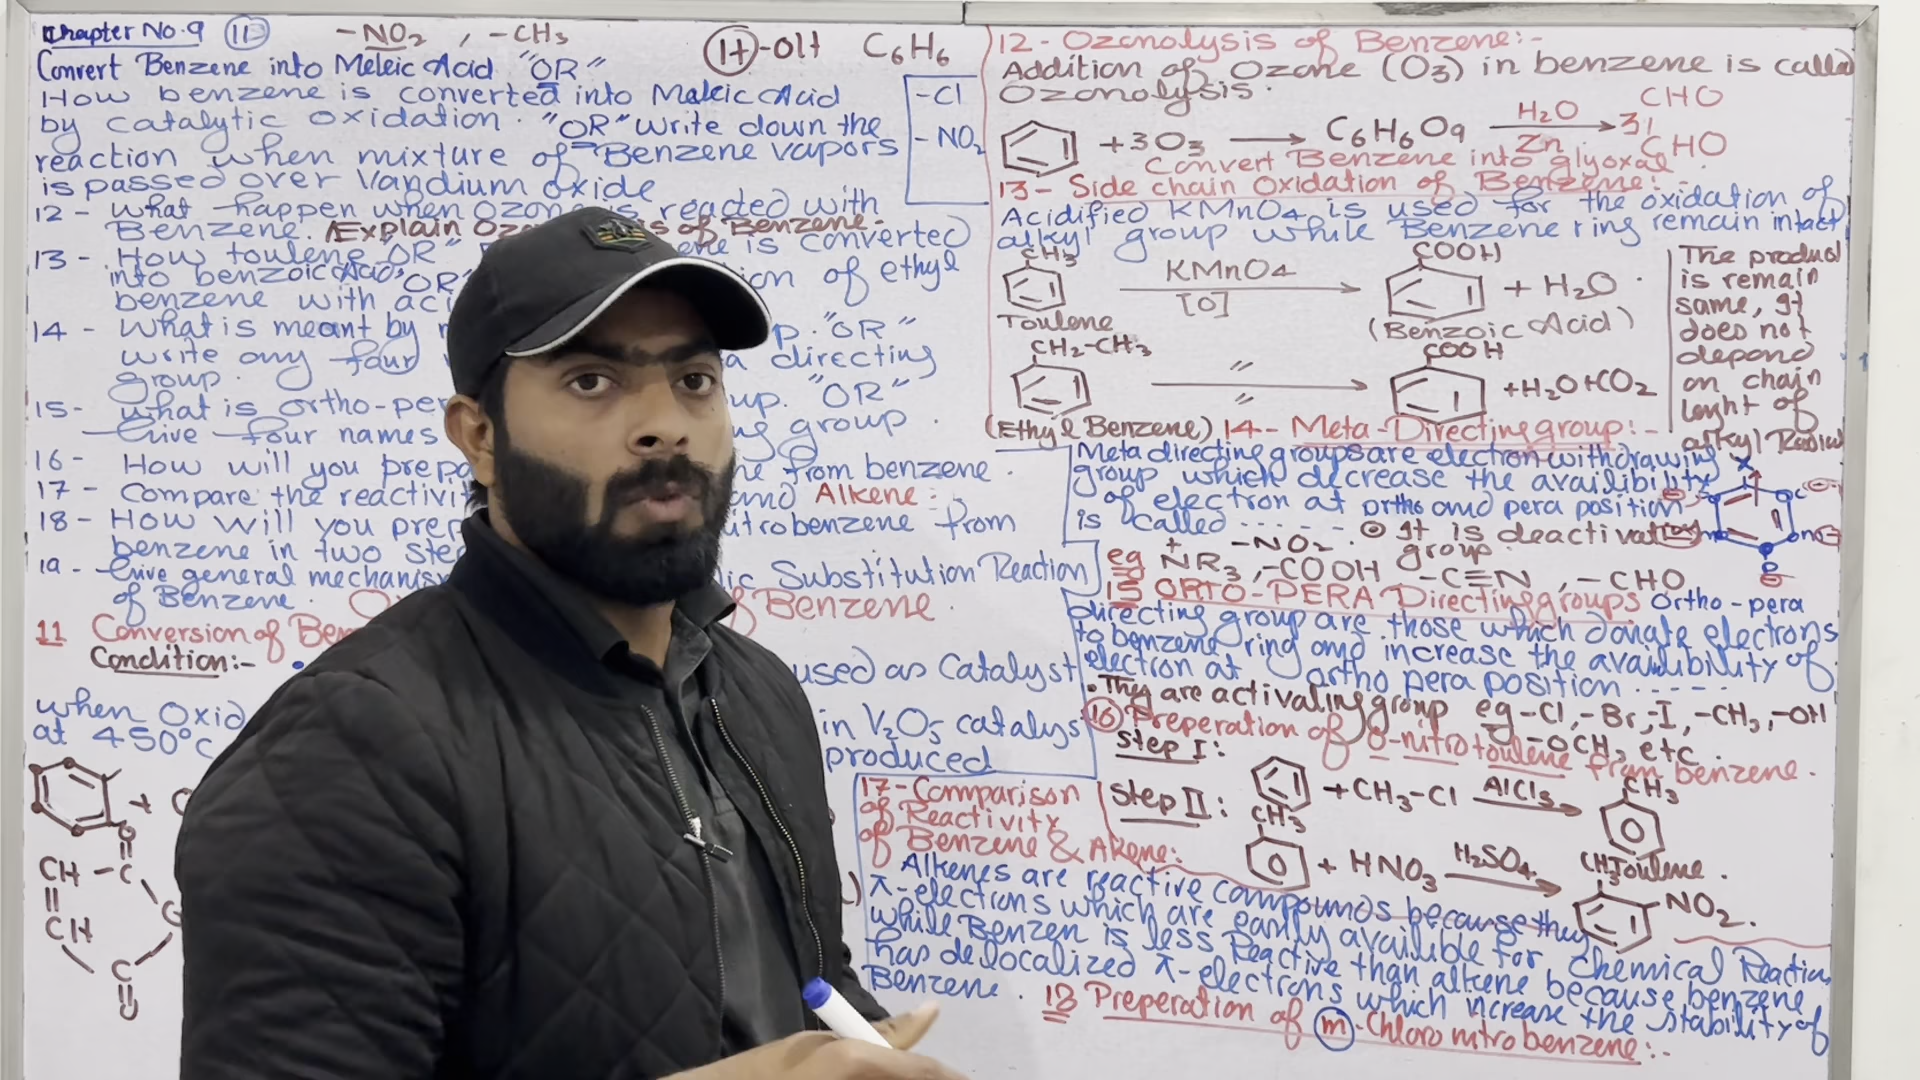 Chapter No.9 (11) -NO2, -CH3 (1+)-OH C6H6
Convert Benzene into Meleic Acid "OR"
How benzene is converted into Maleic Acid
by catalytic oxidation. "OR" write down the
reaction when mixture of Benzene vapors
is passed over Vandium oxide
-Cl
-NO2
12- What happen when Ozone is reacted with
Benzene. Explain Oz s of Benzene-
13- How toulene "OR" is converted
into benzoic Acid, OR on of ethyl
benzene with aci
14- What is meant by p. "OR"
write any four a directing
group.
15- what is ortho-per up. "OR"
Give four names ng group.
16- How will you prepa ne from benzene.
17- Compare the reactivit and Alkene:-
18- How will you prep nitrobenzene from
benzene in two ste
19- Give general mechanis ic Substitution Reaction
of Benzene. f Benzene.
11 Conversion of Ben
Condition:-
used as Catalyst
when Oxid in V2O5 catalys
at 450°c produced
+
CH - C
CH
C
O
12- Ozonolysis of Benzene:-
Addition of Ozone (O3) in benzene is called
Ozonolysis.
+3O3 → C6H6O9 H2O Zn → 3 CHO CHO
Convert Benzene into glyoxal
13- Side chain Oxidation of Benzene:-
Acidified KMnO4 is used for the oxidation of
alkyl group while Benzene ring remain intact
CH3 KMnO4 [O] → COOH + H2O.
Toulene (Benzoic Acid)
CH2-CH3 " " → COOH +H2O+CO2
(Ethyl Benzene)
The product
is remain
same, It
does not
depend
on chain
lenght of
alkyl Radical
14- Meta-Directing group:-
Meta directing groups are electron withdrawing
group which decrease the availibility
of electron at ortho and pera position
is called ...... It is deactivating
group.
eg +NR3, -NO2, -COOH -C≡N, -CHO
15 ORTO-PERA Directing groups Ortho-pera
directing group are those which donate electrons
to benzene ring and increase the availibility of
electron at ortho pera position .....
• They are activating group eg -Cl, -Br, -I, -CH3, -OH
-OCH3 etc.
(16) Preperation of O-nitrotoulene from benzene.
Step I: +CH3-Cl AlCl3 → CH3
Toulene.
Step II: CH3 + HNO3 H2SO4 → CH3 NO2.
17- Comparison
of Reactivity
of Benzene & Alkene:
Alkenes are reactive compounds because they
π-electrons which are easily availible for chemical Reaction
while Benzen is less Reactive than alkene because benzene
has delocalized π-electrons which increase the stability of
Benzene.
18 Preperation of m-Chloro nitrobenzene:-